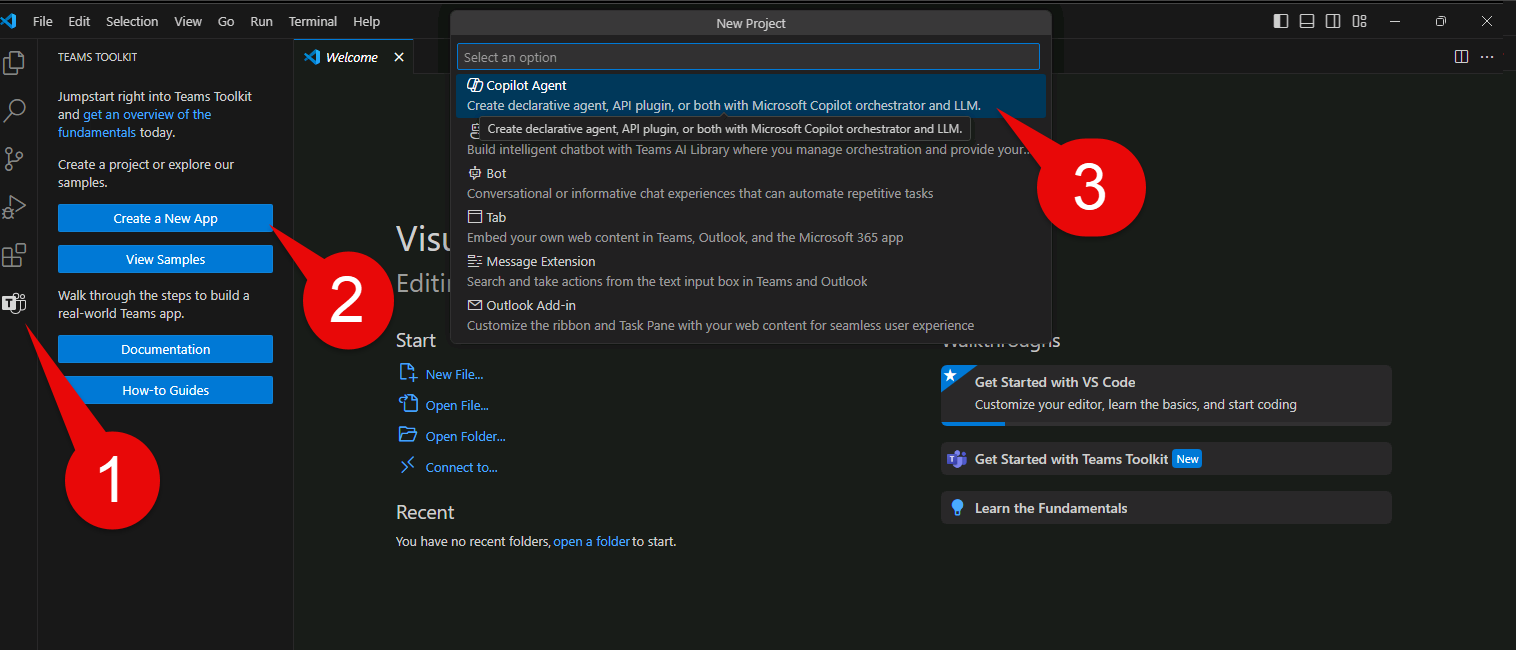 File Edit Selection View Go Run Terminal Help
New Project
TEAMS TOOLKIT
Welcome
Select an option
Jumpstart right into Teams Toolkit
and get an overview of the
fundamentals today.
Create a project or explore our
samples.
Create a New App
View Samples
Walk through the steps to build a
real-world Teams app.
Documentation
How-to Guides
Copilot Agent
Create declarative agent, API plugin, or both with Microsoft Copilot orchestrator and LLM.
Create declarative agent, API plugin, or both with Microsoft Copilot orchestrator and LLM.
Build intelligent chatbot with Teams AI Library where you manage orchestration and provide your...
Bot
Conversational or informative chat experiences that can automate repetitive tasks
Tab
Embed your own web content in Teams, Outlook, and the Microsoft 365 app
Message Extension
Search and take actions from the text input box in Teams and Outlook
Outlook Add-in
Customize the ribbon and Task Pane with your web content for seamless user experience
1
2
3
Start
New File...
Open File...
Open Folder...
Connect to...
Recent
You have no recent folders, open a folder to start.
Walkthroughs
Get Started with VS Code
Customize your editor, learn the basics, and start coding
Get Started with Teams Toolkit New
Learn the Fundamentals